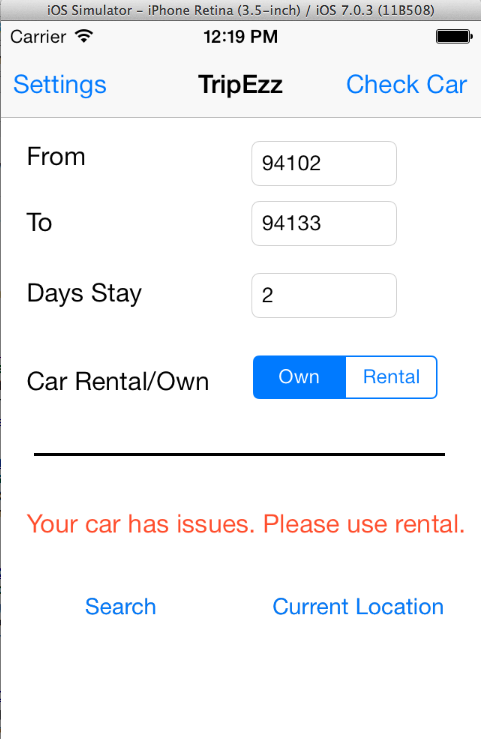 iOS Simulator – iPhone Retina (3.5-inch) / iOS 7.0.3 (11B508)
Carrier 12:19 PM
Settings TripEzz Check Car
From 94102
To 94133
Days Stay 2
Car Rental/Own Own Rental
Your car has issues. Please use rental.
Search Current Location